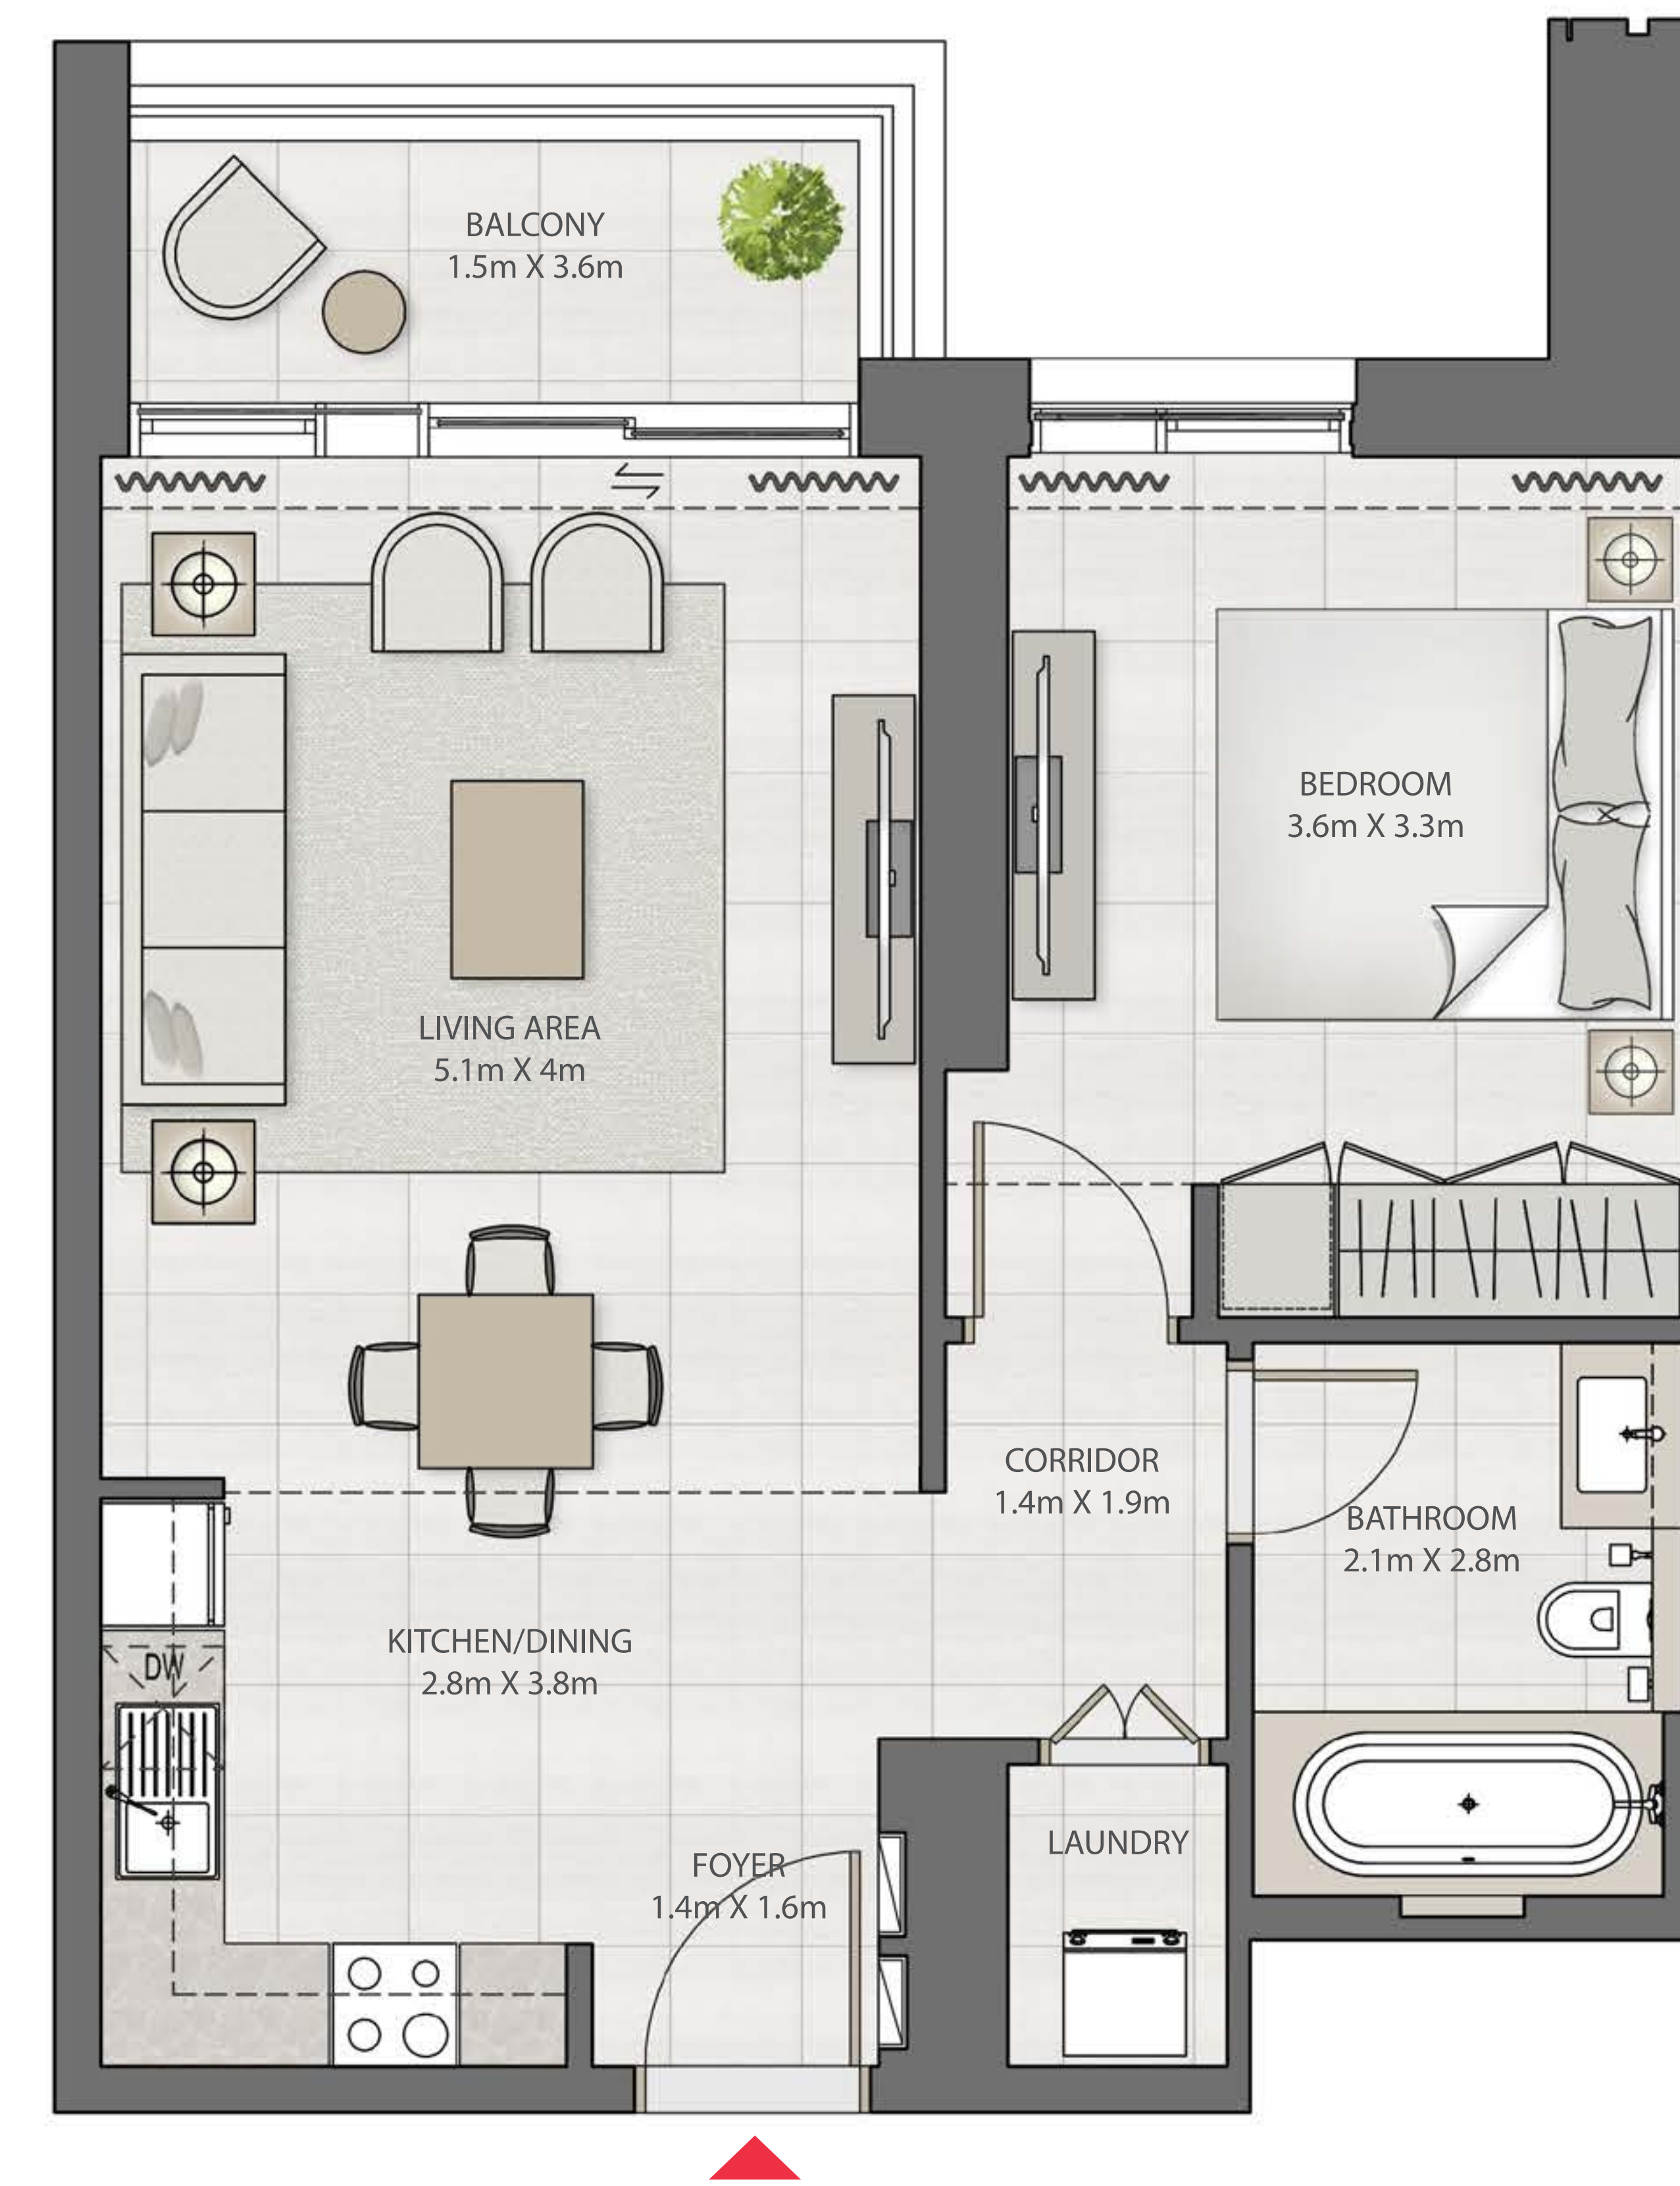 BALCONY
1.5m X 3.6m
BEDROOM
3.6m X 3.3m
LIVING AREA
5.1m X 4m
CORRIDOR
1.4m X 1.9m
BATHROOM
2.1m X 2.8m
KITCHEN/DINING
2.8m X 3.8m
DW
LAUNDRY
FOYER
1.4m X 1.6m